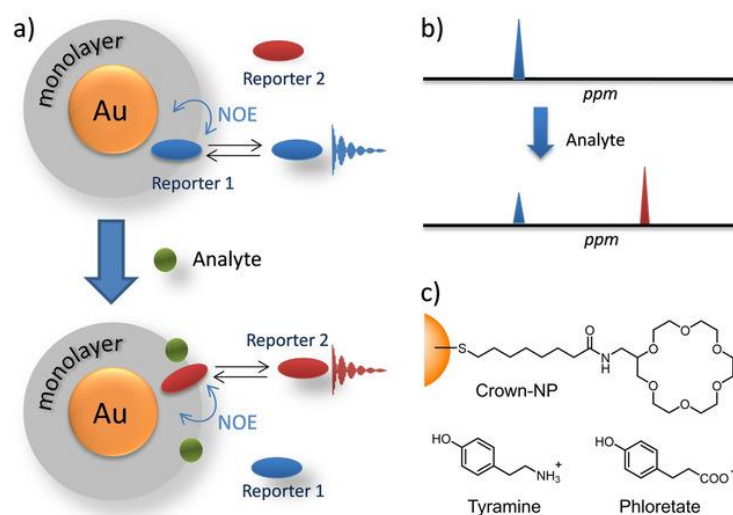 a)
monolayer
Au
NOE
Reporter 1
Reporter 2
Analyte
monolayer
Au
NOE
Reporter 2
Reporter 1
b)
ppm
Analyte
ppm
c)
S
O
N
H
O
O
O
O
O
O
Crown-NP
HO
NH₃⁺
Tyramine
HO
COO⁻
Phloretate